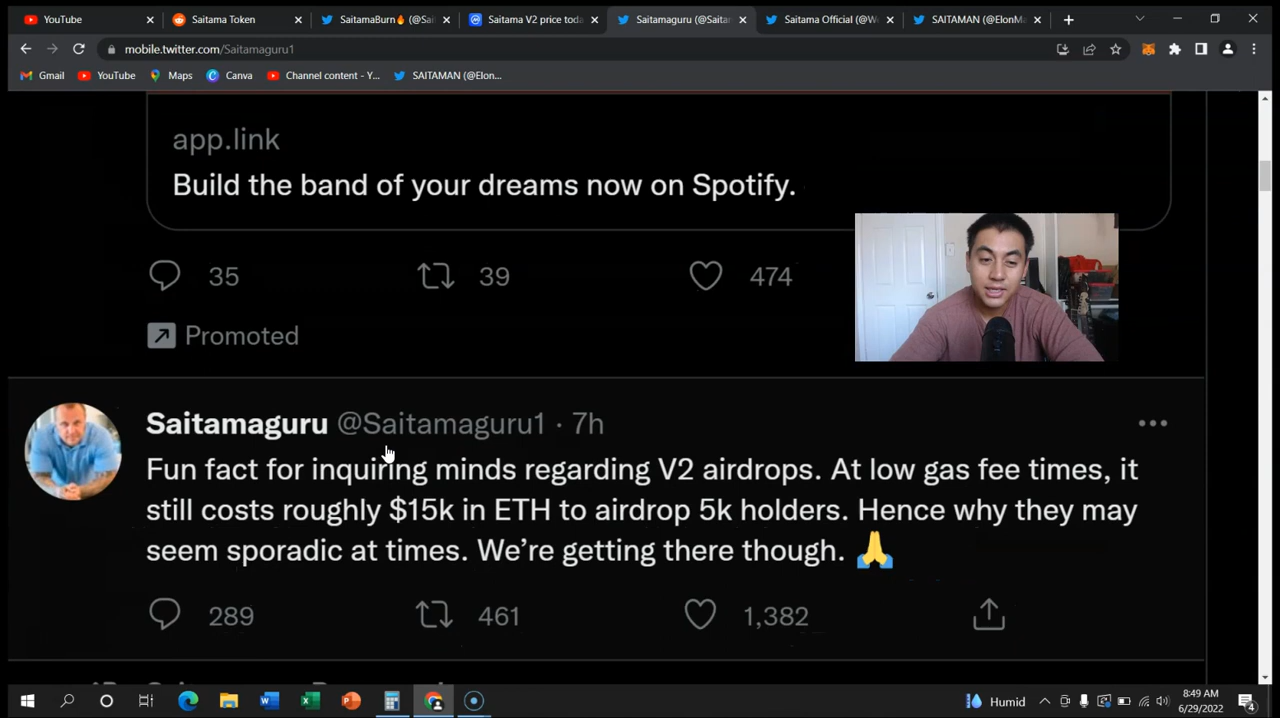 YouTube
Saitama Token
SaitamaBurn🔥 (@Sai
Saitama V2 price toda
Saitamaguru (@Saitam
Saitama Official (@We
SAITAMAN (@ElonMa
mobile.twitter.com/Saitamaguru1
Gmail
YouTube
Maps
Canva
Channel content - Y...
SAITAMAN (@Elon...
app.link
Build the band of your dreams now on Spotify.
35
39
474
Promoted
Saitamaguru @Saitamaguru1 · 7h
Fun fact for inquiring minds regarding V2 airdrops. At low gas fee times, it
still costs roughly $15k in ETH to airdrop 5k holders. Hence why they may
seem sporadic at times. We’re getting there though. 🙏
289
461
1,382
Humid
8:49 AM
6/29/2022
4